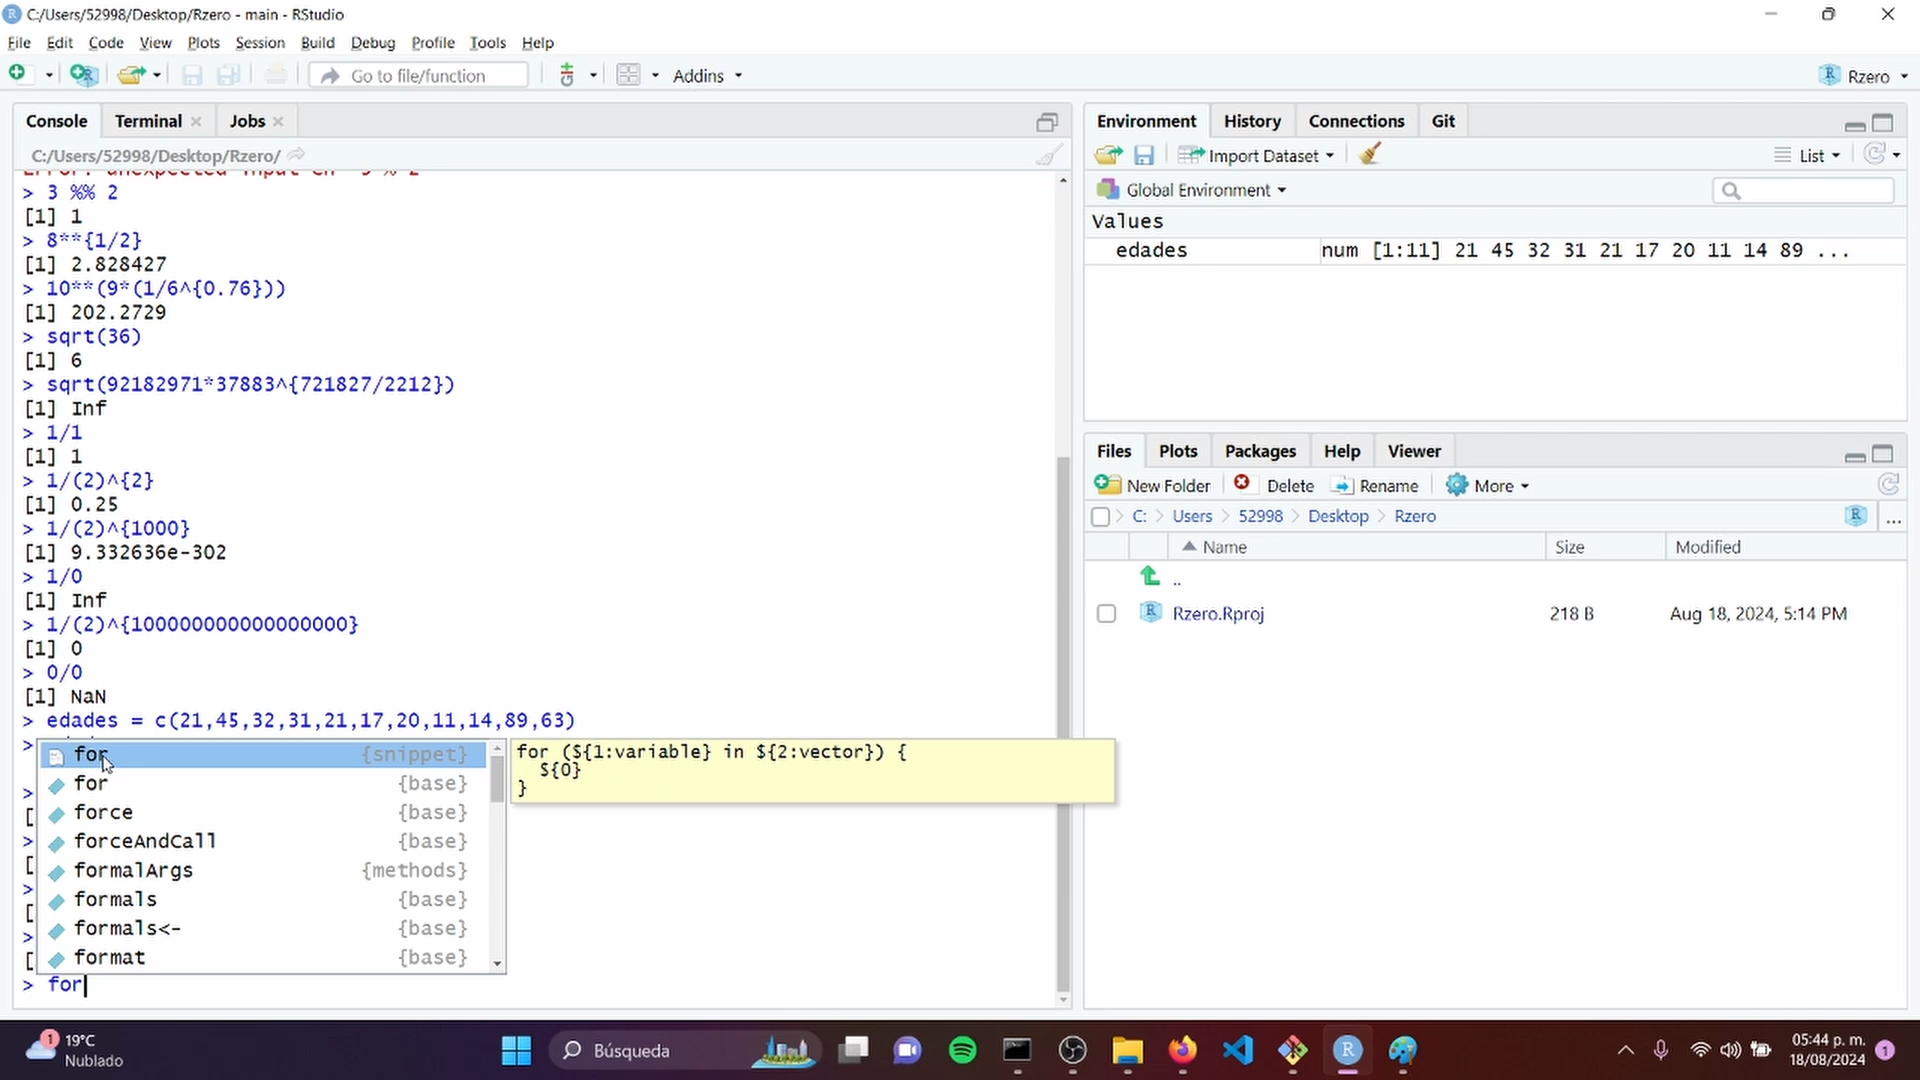 C:/Users/52998/Desktop/Rzero - main - RStudio
File Edit Code View Plots Session Build Debug Profile Tools Help
Go to file/function Addins Rzero
Console Terminal Jobs
C:/Users/52998/Desktop/Rzero/
> 3 %% 2
[1] 1
> 8**{1/2}
[1] 2.828427
> 10**(9*(1/6^{0.76}))
[1] 202.2729
> sqrt(36)
[1] 6
> sqrt(92182971*37883^{721827/2212})
[1] Inf
> 1/1
[1] 1
> 1/(2)^{2}
[1] 0.25
> 1/(2)^{1000}
[1] 9.332636e-302
> 1/0
[1] Inf
> 1/(2)^{100000000000000000}
[1] 0
> 0/0
[1] NaN
> edades = c(21,45,32,31,21,17,20,11,14,89,63)
for {snippet}
for {base}
force {base}
forceAndCall {base}
formalArgs {methods}
formals {base}
formals<- {base}
format {base}
for (${1:variable} in ${2:vector}) {
${0}
}
> for
Environment History Connections Git
Import Dataset List
Global Environment
Values
edades num [1:11] 21 45 32 31 21 17 20 11 14 89 ...
Files Plots Packages Help Viewer
New Folder Delete Rename More
C: Users 52998 Desktop Rzero ...
Name Size Modified
..
Rzero.Rproj 218 B Aug 18, 2024, 5:14 PM
1 19°C
Nublado
Búsqueda
05:44 p. m.
18/08/2024
1